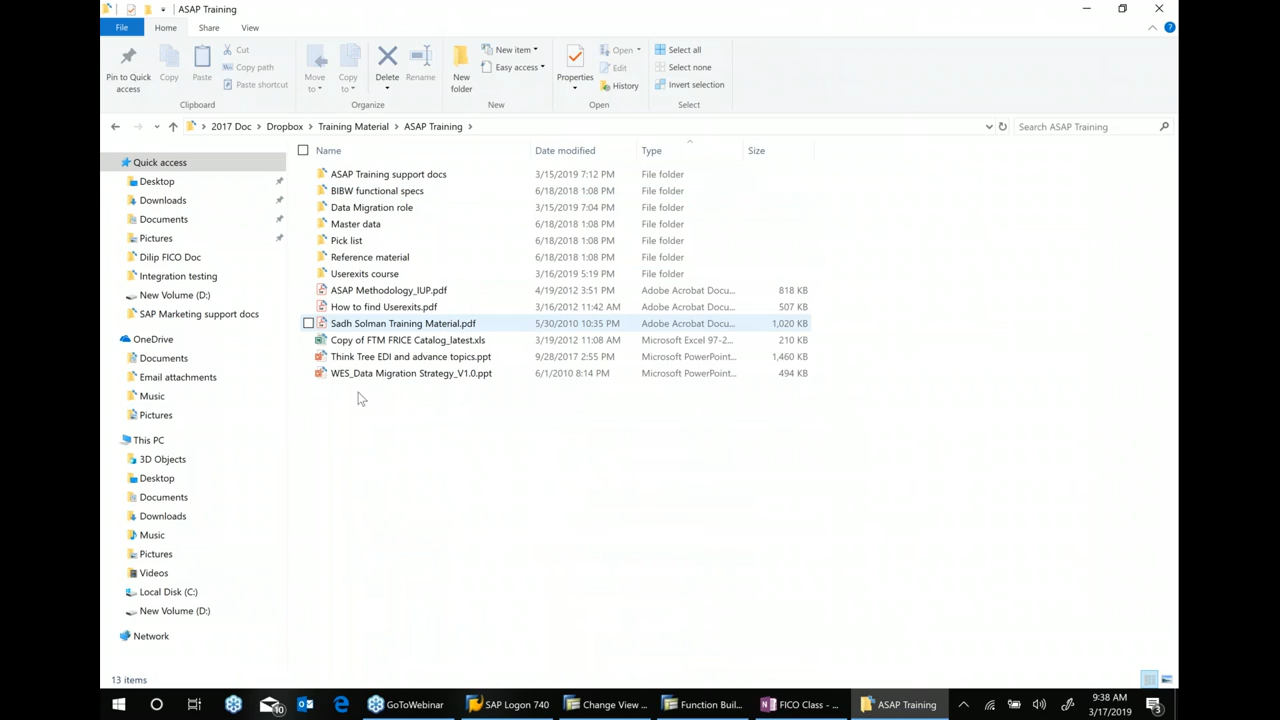 ASAP Training
File Home Share View
Cut
Copy path
Paste shortcut
Pin to Quick access
Copy
Paste
Move to
Copy to
Delete
Rename
New folder
New item
Easy access
Properties
Open
Edit
History
Select all
Select none
Invert selection
Clipboard Organize New Open Select
2017 Doc > Dropbox > Training Material > ASAP Training >
Search ASAP Training
Name Date modified Type Size
ASAP Training support docs 3/15/2019 7:12 PM File folder
BIBW functional specs 6/18/2018 1:08 PM File folder
Data Migration role 3/15/2019 7:04 PM File folder
Master data 6/18/2018 1:08 PM File folder
Pick list 6/18/2018 1:08 PM File folder
Reference material 6/18/2018 1:08 PM File folder
Userexits course 3/16/2019 5:19 PM File folder
ASAP Methodology_IUP.pdf 4/19/2012 3:51 PM Adobe Acrobat Docu... 818 KB
How to find Userexits.pdf 3/16/2012 11:42 AM Adobe Acrobat Docu... 507 KB
Sadh Solman Training Material.pdf 5/30/2010 10:35 PM Adobe Acrobat Docu... 1,020 KB
Copy of FTM FRICE Catalog_latest.xls 3/19/2012 11:08 AM Microsoft Excel 97-2... 210 KB
Think Tree EDI and advance topics.ppt 9/28/2017 2:55 PM Microsoft PowerPoint... 1,460 KB
WES_Data Migration Strategy_V1.0.ppt 6/1/2010 8:14 PM Microsoft PowerPoint... 494 KB
Quick access
Desktop
Downloads
Documents
Pictures
Dilip FICO Doc
Integration testing
New Volume (D:)
SAP Marketing support docs
OneDrive
Documents
Email attachments
Music
Pictures
This PC
3D Objects
Desktop
Documents
Downloads
Music
Pictures
Videos
Local Disk (C:)
New Volume (D:)
Network
13 items
10
GoToWebinar
SAP Logon 740
Change View ...
Function Buil...
FICO Class - ...
ASAP Training
9:38 AM
3/17/2019
3